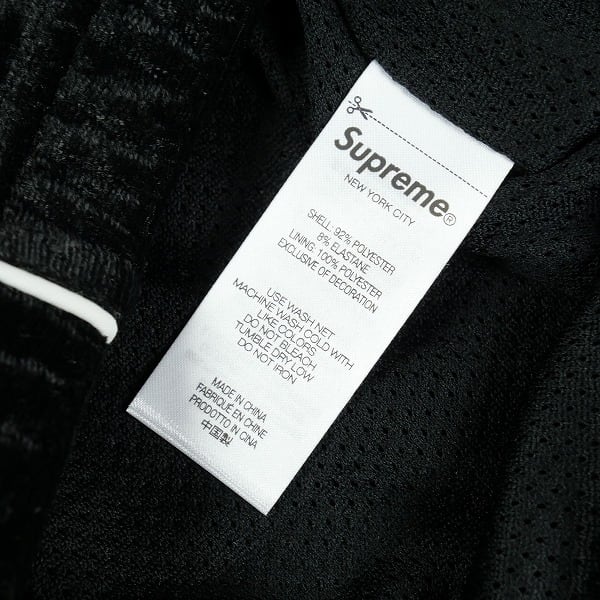 Supreme®
NEW YORK CITY
SHELL: 92% POLYESTER
8% ELASTANE
LINING: 100% POLYESTER
EXCLUSIVE OF DECORATION
USE WASH NET
MACHINE WASH COLD WITH
LIKE COLORS
DO NOT BLEACH
TUMBLE DRY LOW
DO NOT IRON
MADE IN CHINA
FABRIQUÉ EN CHINE
PRODOTTO IN CINA
中国製